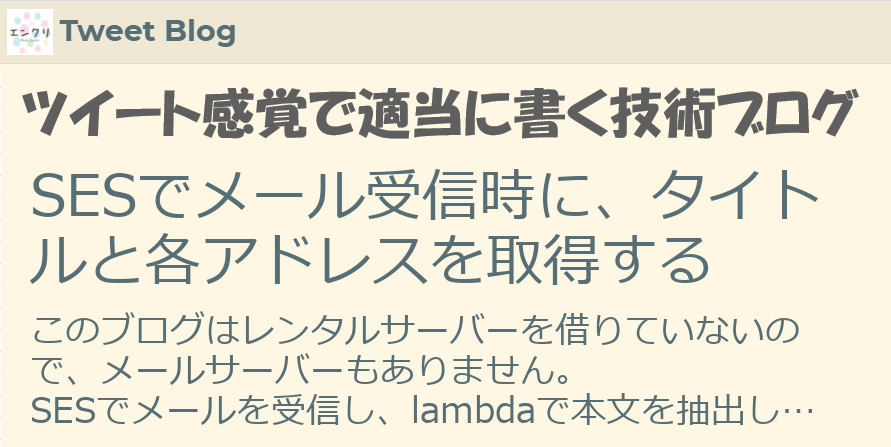 エンクリ
Tweet Blog
ツイート感覚で適当に書く技術ブログ
SESでメール受信時に、タイト
ルと各アドレスを取得する
このブログはレンタルサーバーを借りていないの
で、メールサーバーもありません。
SESでメールを受信し、lambdaで本文を抽出し…